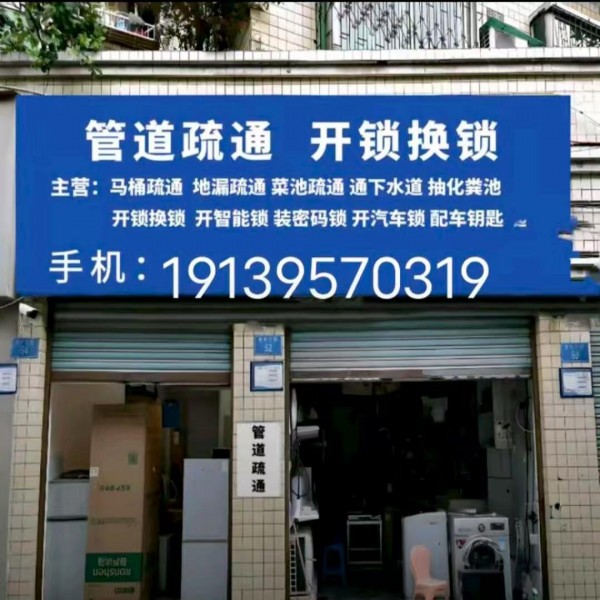 管道疏通 开锁换锁
主营：马桶疏通 地漏疏通 菜池疏通 通下水道 抽化粪池
开锁换锁 开智能锁 装密码锁 开汽车锁 配车钥匙
手机：19139570319
52
管道疏通
Ronshen